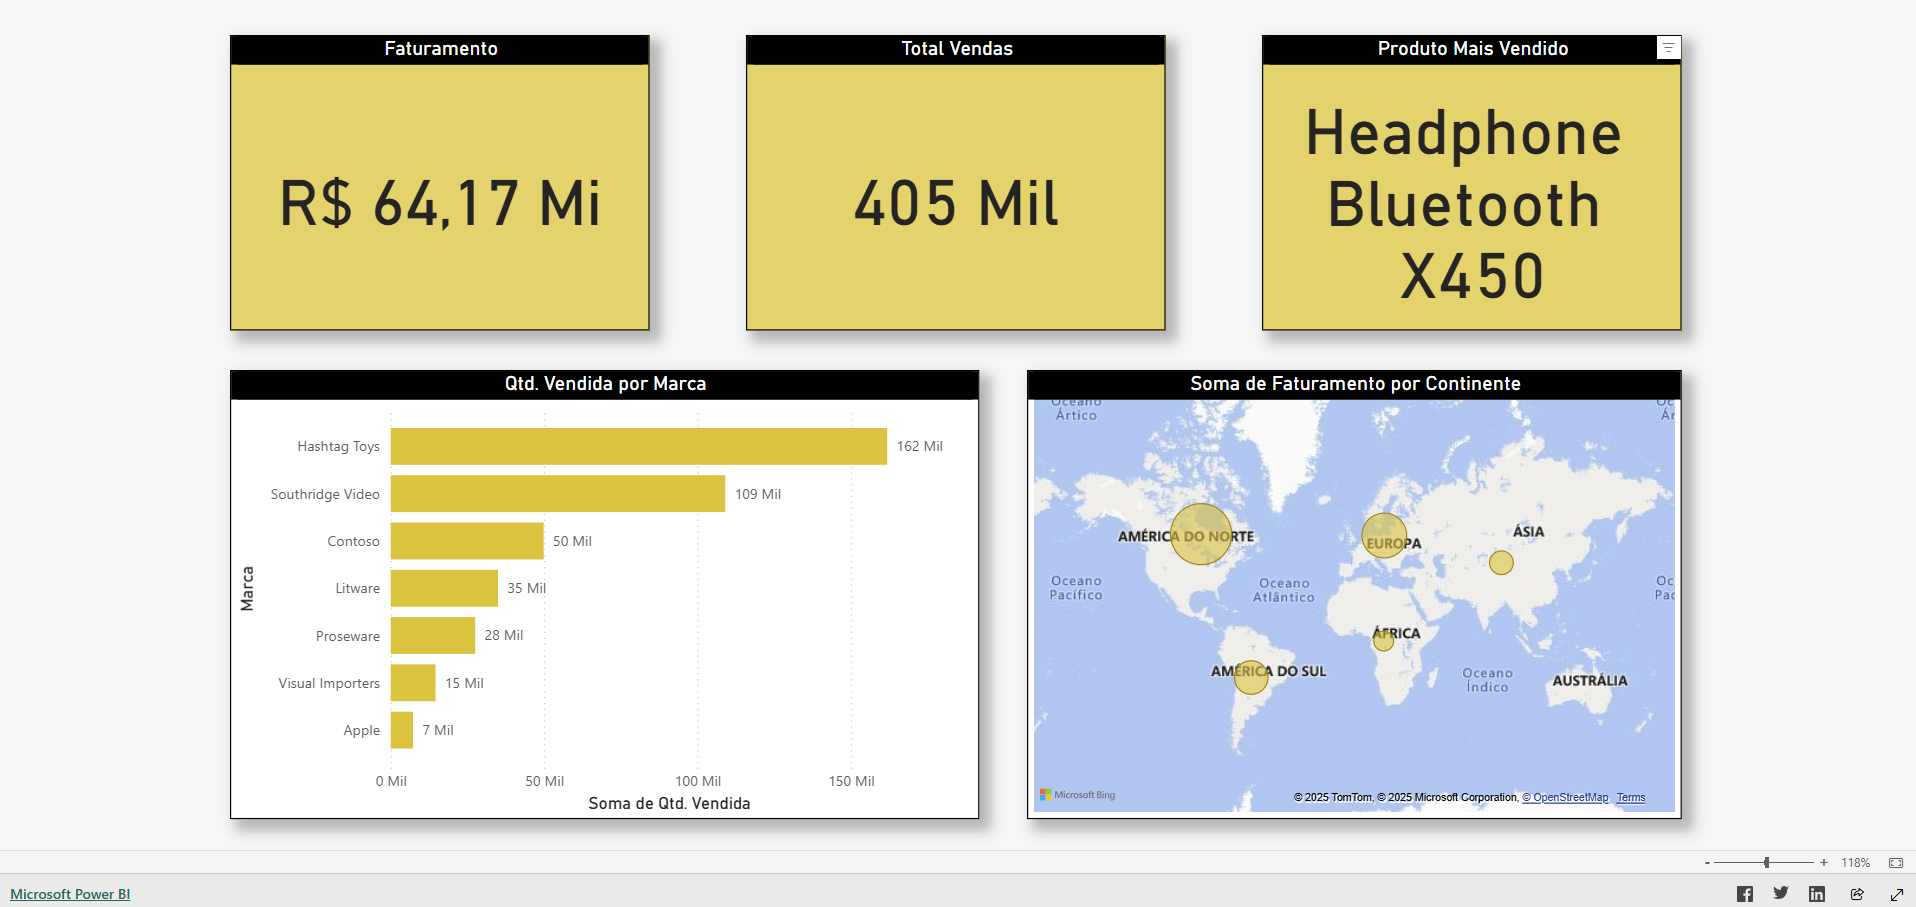 Faturamento
R$ 64,17 Mi
Total Vendas
405 Mil
Produto Mais Vendido
Headphone
Bluetooth
X450
Qtd. Vendida por Marca
Marca
Hashtag Toys
162 Mil
Southridge Video
109 Mil
Contoso
50 Mil
Litware
35 Mil
Proseware
28 Mil
Visual Importers
15 Mil
Apple
7 Mil
0 Mil
50 Mil
100 Mil
150 Mil
Soma de Qtd. Vendida
Soma de Faturamento por Continente
Oceano
Ártico
Oc
Ár
AMÉRICA DO NORTE
EUROPA
ÁSIA
Oceano
Pacífico
Oceano
Atlântico
Oc
Pac
ÁFRICA
AMÉRICA DO SUL
Oceano
Índico
AUSTRÁLIA
Microsoft Bing
© 2025 TomTom, © 2025 Microsoft Corporation, © OpenStreetMap Terms
- + 118%
Microsoft Power BI